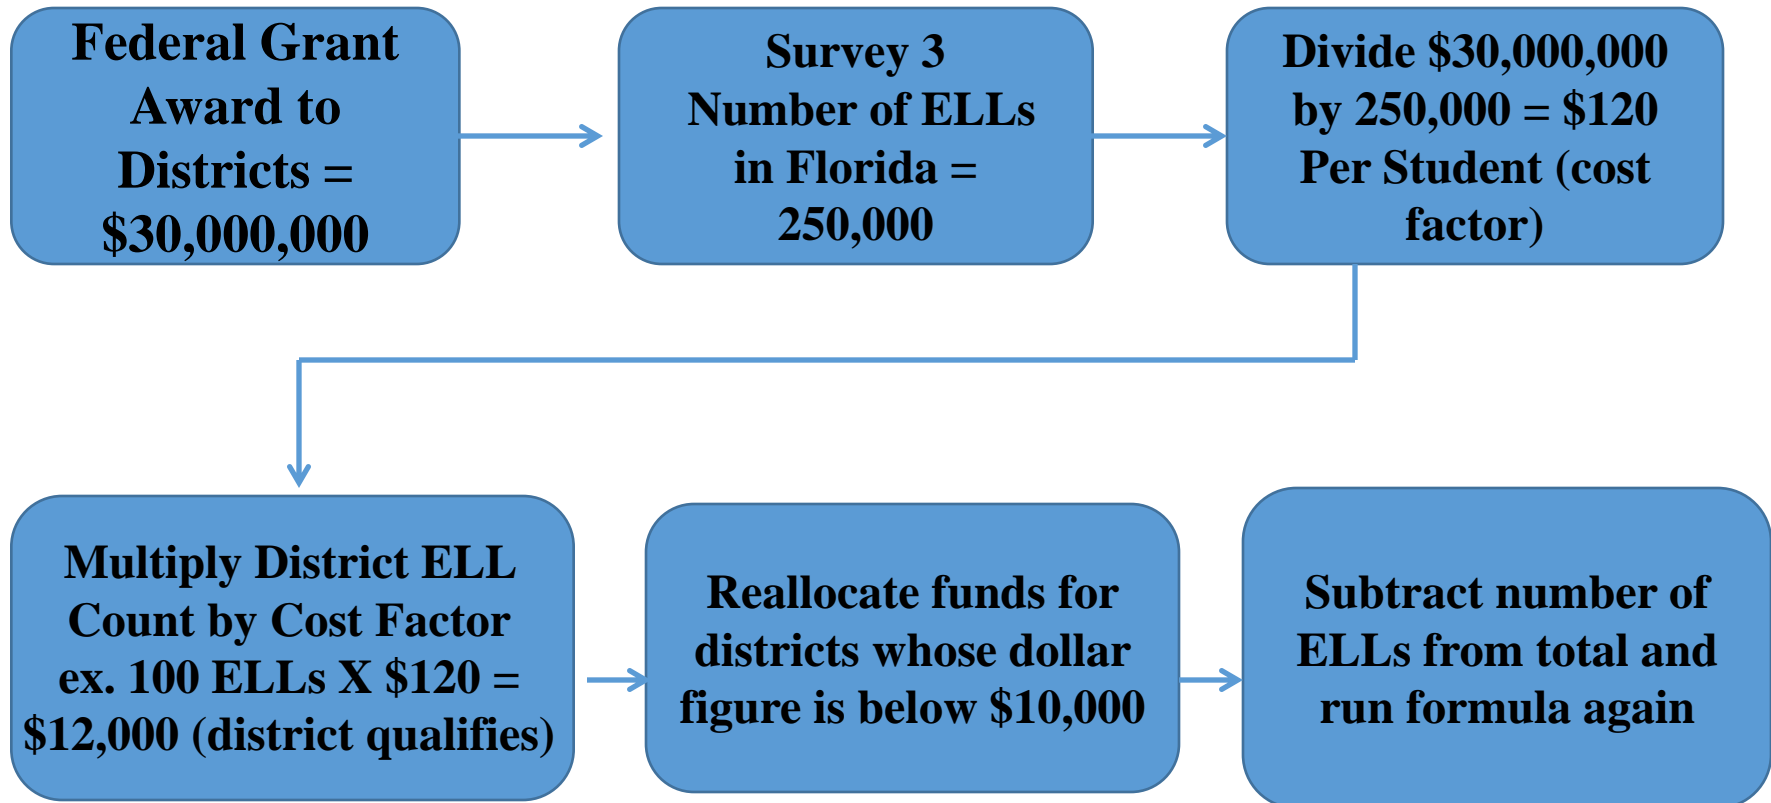 Federal Grant
Award to
Districts =
$30,000,000
Survey 3
Number of ELLs
in Florida =
250,000
Divide $30,000,000
by 250,000 = $120
Per Student (cost
factor)
Multiply District ELL
Count by Cost Factor
ex. 100 ELLs X $120 =
$12,000 (district qualifies)
Reallocate funds for
districts whose dollar
figure is below $10,000
Subtract number of
ELLs from total and
run formula again